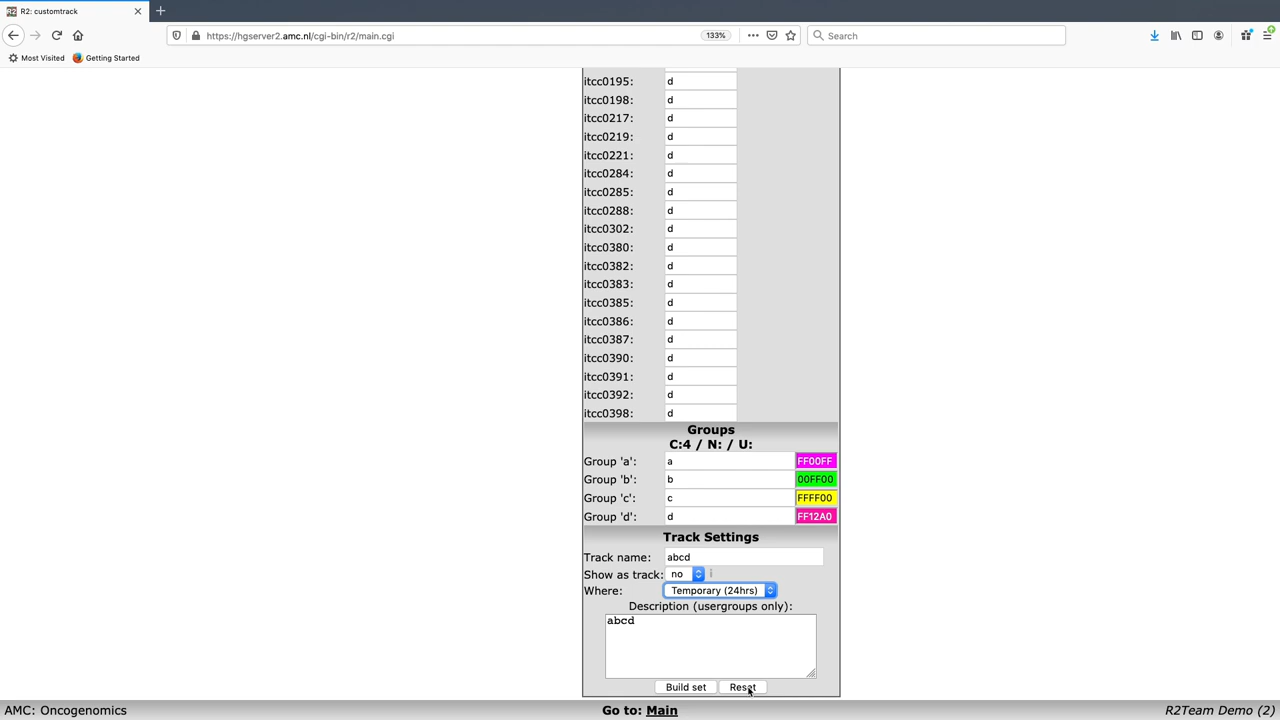 R2: customtrack
https://hgserver2.amc.nl/cgi-bin/r2/main.cgi
133%
Search
Most Visited
Getting Started
itcc0195: d
itcc0198: d
itcc0217: d
itcc0219: d
itcc0221: d
itcc0284: d
itcc0285: d
itcc0288: d
itcc0302: d
itcc0380: d
itcc0382: d
itcc0383: d
itcc0385: d
itcc0386: d
itcc0387: d
itcc0390: d
itcc0391: d
itcc0392: d
itcc0398: d
Groups
C:4 / N: / U:
Group 'a': a FF00FF
Group 'b': b 00FF00
Group 'c': c FFFF00
Group 'd': d FF12A0
Track Settings
Track name: abcd
Show as track: no i
Where: Temporary (24hrs)
Description (usergroups only):
abcd
Build set Reset
AMC: Oncogenomics Go to: Main R2Team Demo (2)